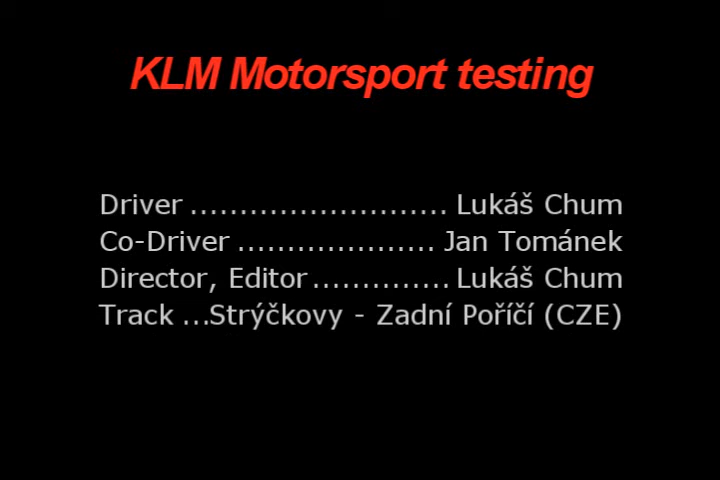 KLM Motorsport testing
Driver .......................... Lukáš Chum
Co-Driver .................... Jan Tománek
Director, Editor .............. Lukáš Chum
Track ...Strýčkovy - Zadní Poříčí (CZE)